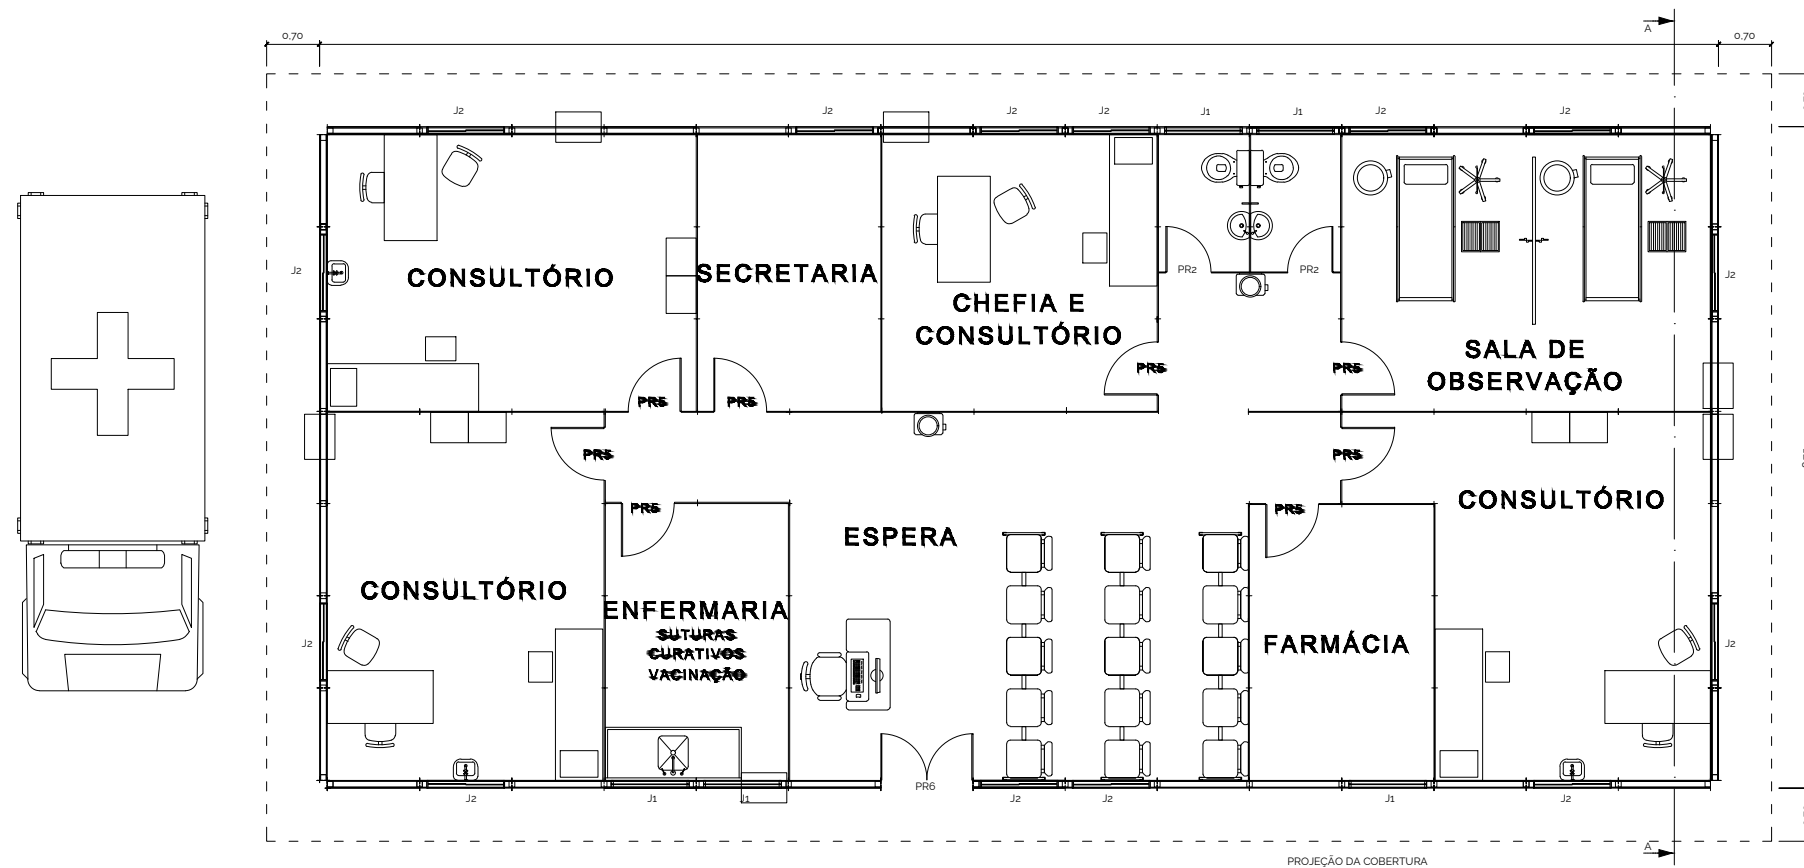 A
0.70
0.70
J2
J2
J2
J2
J1
J1
J2
J2
J2
CONSULTÓRIO
SECRETARIA
PR2
PR2
J2
CHEFIA E
CONSULTÓRIO
SALA DE
OBSERVAÇÃO
PR5
PR5
PR5
PR5
PR5
PR5
PR5
PR5
CONSULTÓRIO
ESPERA
CONSULTÓRIO
ENFERMARIA
SUTURAS
CURATIVOS
VACINAÇÃO
FARMÁCIA
J2
J2
J2
J1
J1
PR6
J2
J2
J1
J2
A
PROJEÇÃO DA COBERTURA